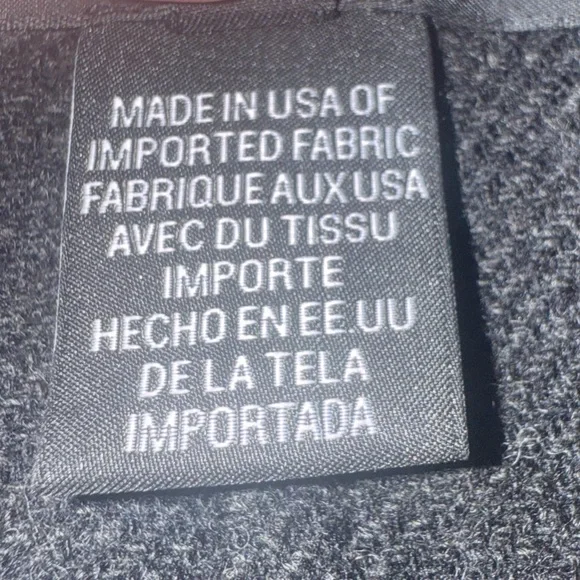 MADE IN USA OF
IMPORTED FABRIC
FABRIQUE AUX USA
AVEC DU TISSU
IMPORTE
HECHO EN EE.UU
DE LA TELA
IMPORTADA